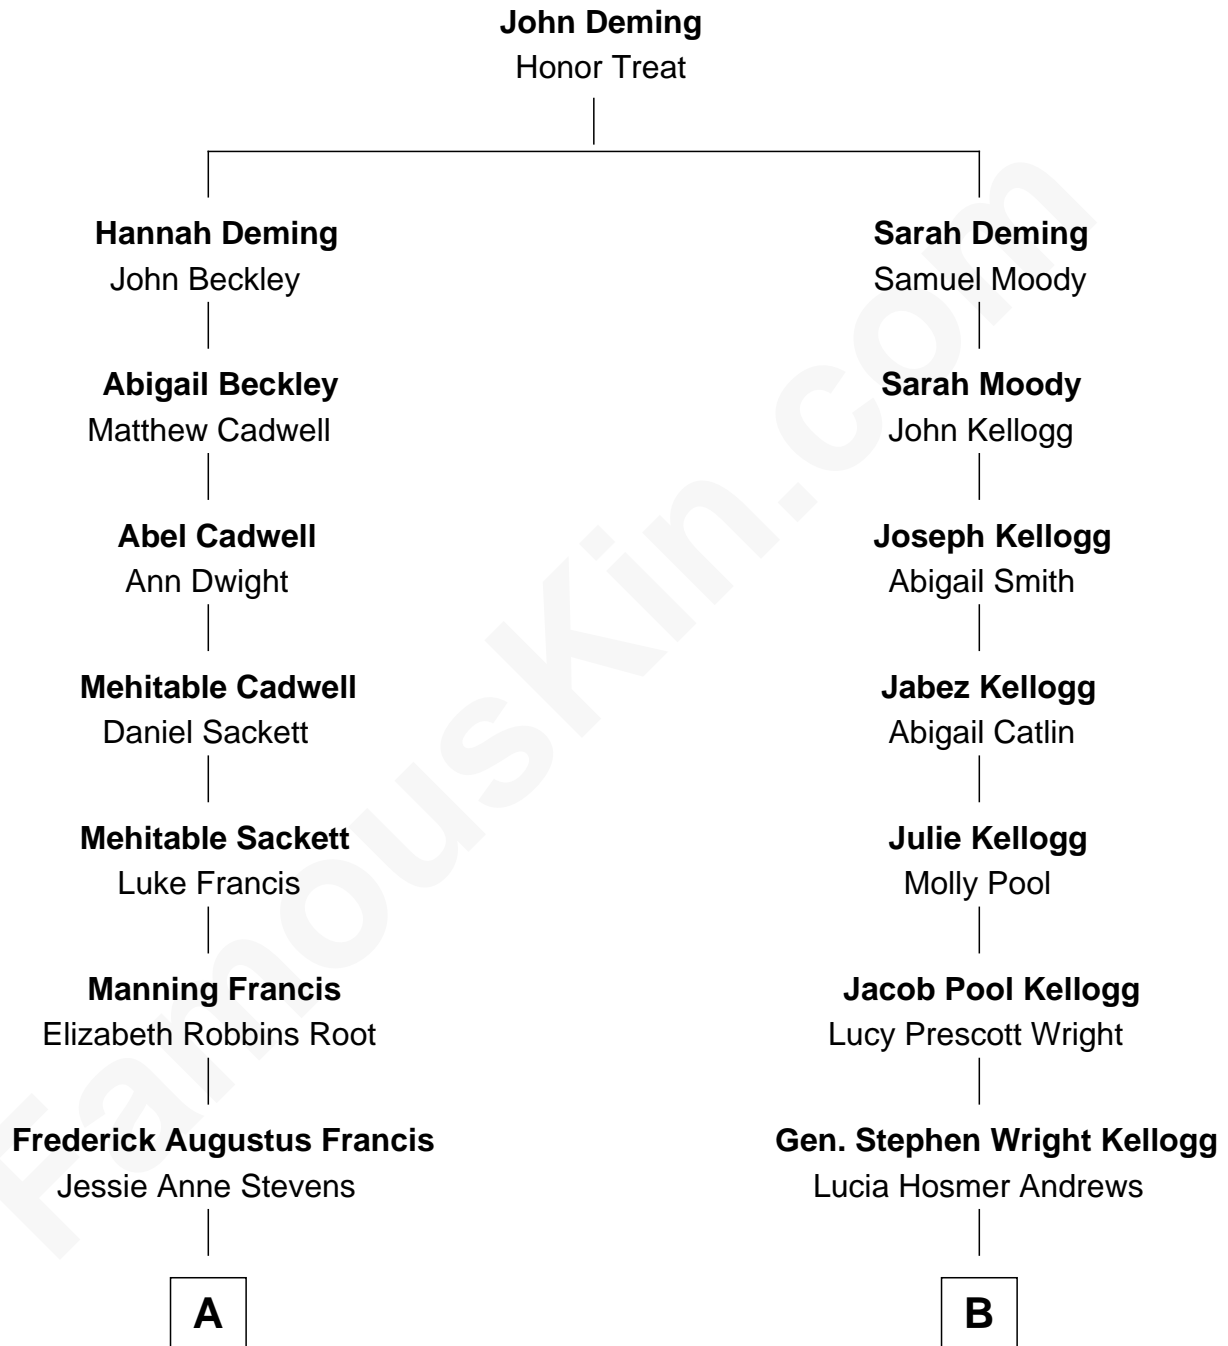 John Deming
Honor Treat
Hannah Deming
John Beckley
Abigail Beckley
Matthew Cadwell
Abel Cadwell
Ann Dwight
Mehitable Cadwell
Daniel Sackett
Mehitable Sackett
Luke Francis
Manning Francis
Elizabeth Robbins Root
Frederick Augustus Francis
Jessie Anne Stevens
A
Sarah Deming
Samuel Moody
Sarah Moody
John Kellogg
Joseph Kellogg
Abigail Smith
Jabez Kellogg
Abigail Catlin
Julie Kellogg
Molly Pool
Jacob Pool Kellogg
Lucy Prescott Wright
Gen. Stephen Wright Kellogg
Lucia Hosmer Andrews
B
FamousKin.com